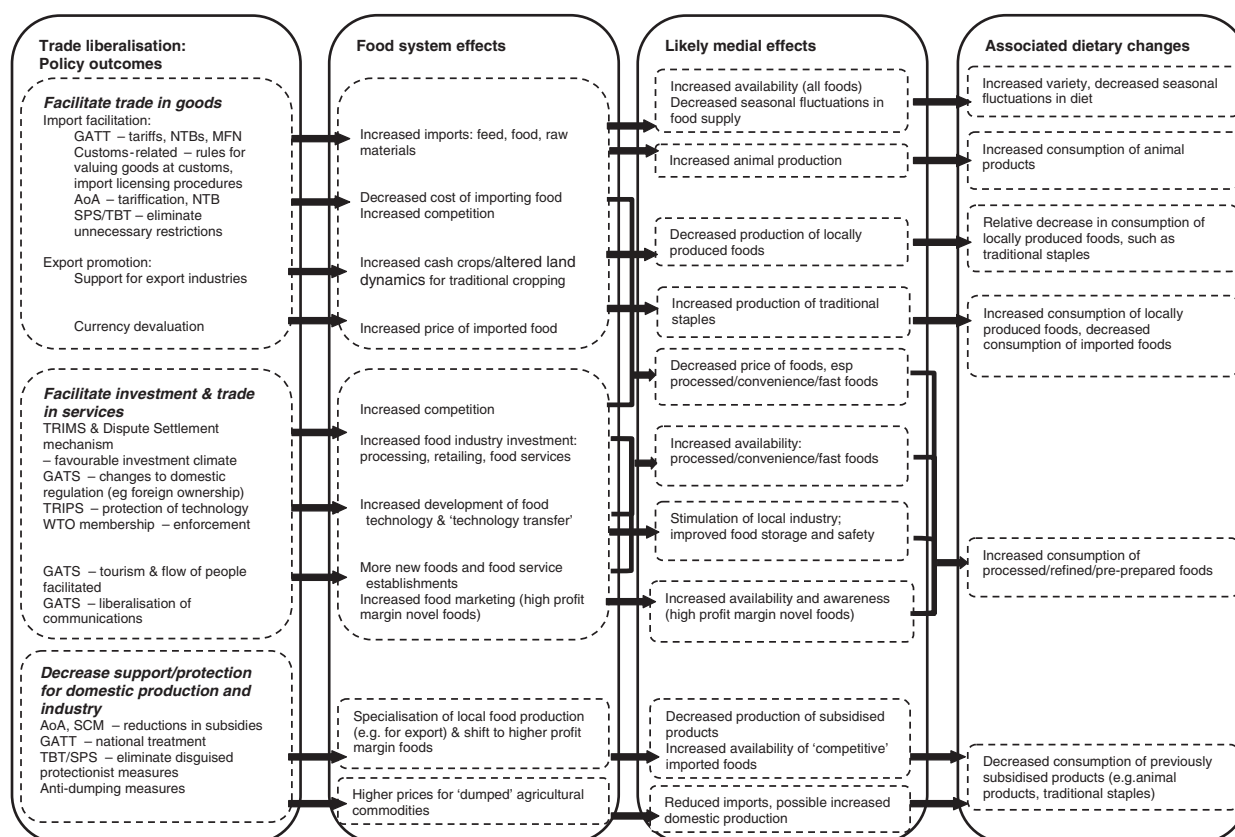 Trade liberalisation:
Policy outcomes
Facilitate trade in goods
Import facilitation:
GATT – tariffs, NTBs, MFN
Customs-related – rules for
valuing goods at customs,
import licensing procedures
AoA – tariffication, NTB
SPS/TBT – eliminate
unnecessary restrictions
Export promotion:
Support for export industries
Currency devaluation
Facilitate investment & trade
in services
TRIMS & Dispute Settlement
mechanism
– favourable investment climate
GATS – changes to domestic
regulation (eg foreign ownership)
TRIPS – protection of technology
WTO membership – enforcement
GATS – tourism & flow of people
facilitated
GATS – liberalisation of
communications
Decrease support/protection
for domestic production and
industry
AoA, SCM – reductions in subsidies
GATT – national treatment
TBT/SPS – eliminate disguised
protectionist measures
Anti-dumping measures
Food system effects
Increased imports: feed, food, raw
materials
Decreased cost of importing food
Increased competition
Increased cash crops/altered land
dynamics for traditional cropping
Increased price of imported food
Increased competition
Increased food industry investment:
processing, retailing, food services
Increased development of food
technology & ‘technology transfer’
More new foods and food service
establishments
Increased food marketing (high profit
margin novel foods)
Specialisation of local food production
(e.g. for export) & shift to higher profit
margin foods
Higher prices for ‘dumped’ agricultural
commodities
Likely medial effects
Increased availability (all foods)
Decreased seasonal fluctuations in
food supply
Increased animal production
Decreased production of locally
produced foods
Increased production of traditional
staples
Decreased price of foods, esp
processed/convenience/fast foods
Increased availability:
processed/convenience/fast foods
Stimulation of local industry;
improved food storage and safety
Increased availability and awareness
(high profit margin novel foods)
Decreased production of subsidised
products
Increased availability of ‘competitive’
imported foods
Reduced imports, possible increased
domestic production
Associated dietary changes
Increased variety, decreased seasonal
fluctuations in diet
Increased consumption of animal
products
Relative decrease in consumption of
locally produced foods, such as
traditional staples
Increased consumption of locally
produced foods, decreased
consumption of imported foods
Increased consumption of
processed/refined/pre-prepared foods
Decreased consumption of previously
subsidised products (e.g.animal
products, traditional staples)